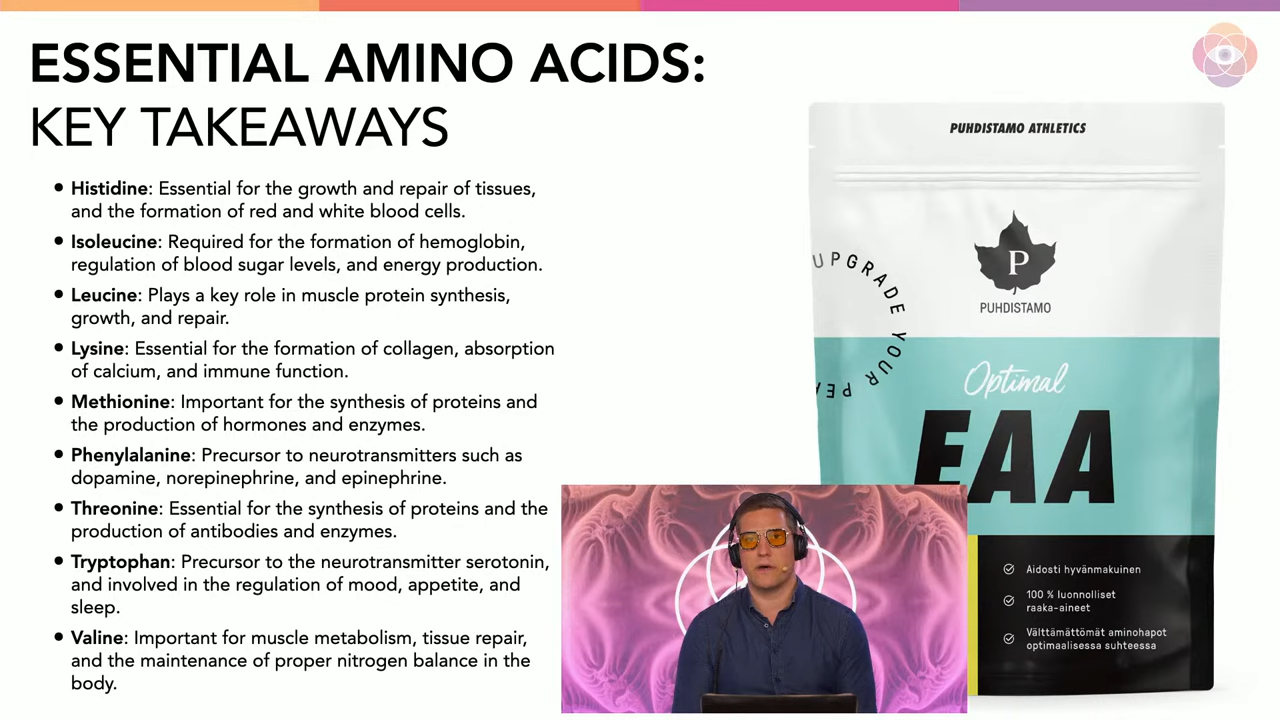 ESSENTIAL AMINO ACIDS:
KEY TAKEAWAYS
• Histidine: Essential for the growth and repair of tissues,
and the formation of red and white blood cells.
• Isoleucine: Required for the formation of hemoglobin,
regulation of blood sugar levels, and energy production.
• Leucine: Plays a key role in muscle protein synthesis,
growth, and repair.
• Lysine: Essential for the formation of collagen, absorption
of calcium, and immune function.
• Methionine: Important for the synthesis of proteins and
the production of hormones and enzymes.
• Phenylalanine: Precursor to neurotransmitters such as
dopamine, norepinephrine, and epinephrine.
• Threonine: Essential for the synthesis of proteins and the
production of antibodies and enzymes.
• Tryptophan: Precursor to the neurotransmitter serotonin,
and involved in the regulation of mood, appetite, and
sleep.
• Valine: Important for muscle metabolism, tissue repair,
and the maintenance of proper nitrogen balance in the
body.
PUHDISTAMO ATHLETICS
UPGRADE YOUR
P
PUHDISTAMO
Optimal
EAA
Aidosti hyvänmakuinen
100 % luonnolliset
raaka-aineet
Välttämättömät aminohapot
optimaalisessa suhteessa